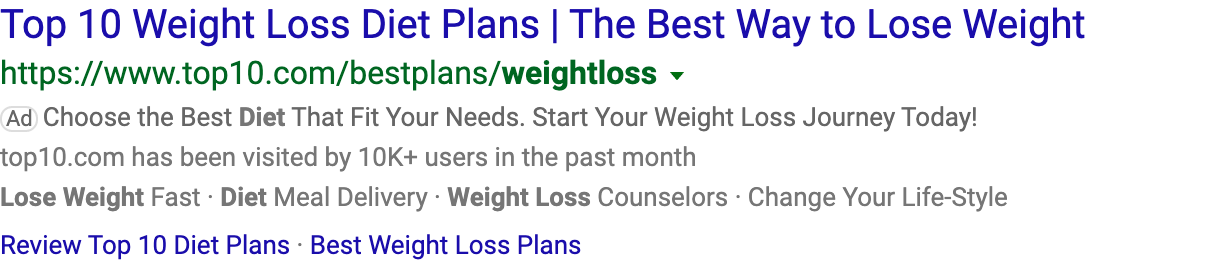 Top 10 Weight Loss Diet Plans | The Best Way to Lose Weight
https://www.top10.com/bestplans/weightloss
Ad Choose the Best Diet That Fit Your Needs. Start Your Weight Loss Journey Today!
top10.com has been visited by 10K+ users in the past month
Lose Weight Fast · Diet Meal Delivery · Weight Loss Counselors · Change Your Life-Style
Review Top 10 Diet Plans · Best Weight Loss Plans